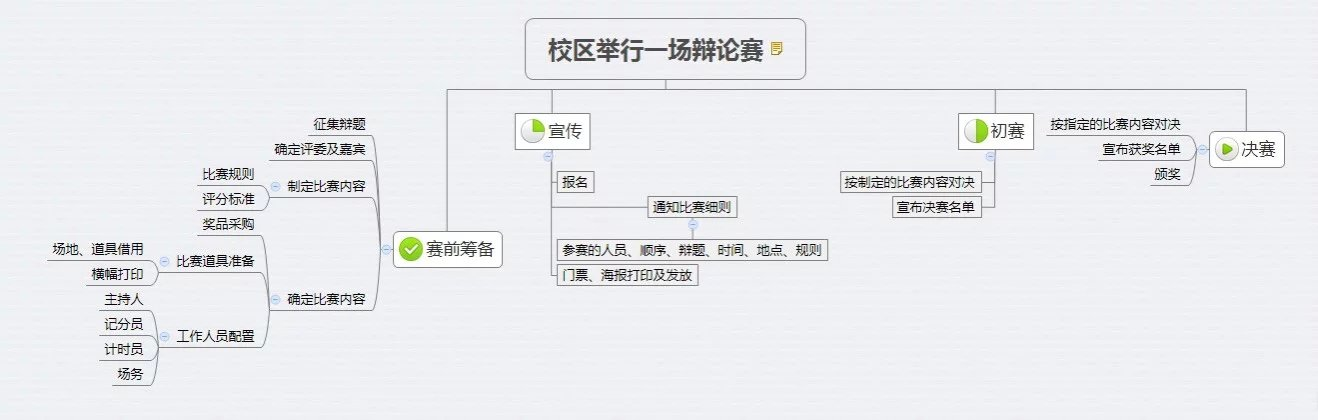 校区举行一场辩论赛
赛前筹备
征集辩题
确定评委及嘉宾
制定比赛内容
比赛规则
评分标准
确定比赛内容
奖品采购
比赛道具准备
场地、道具借用
横幅打印
工作人员配置
主持人
记分员
计时员
场务
宣传
报名
通知比赛细则
参赛的人员、顺序、辩题、时间、地点、规则
门票、海报打印及发放
初赛
按制定的比赛内容对决
宣布决赛名单
决赛
按指定的比赛内容对决
宣布获奖名单
颁奖